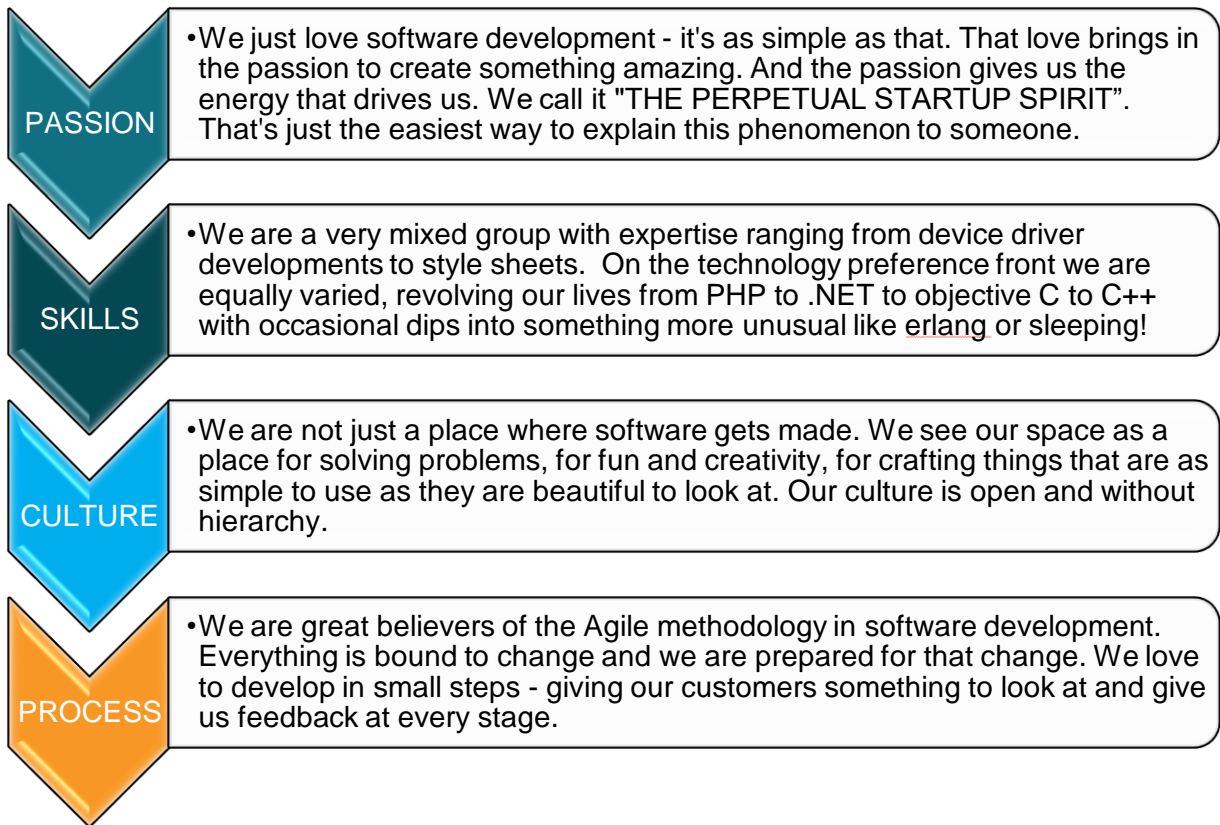 PASSION
•We just love software development - it's as simple as that. That love brings in
the passion to create something amazing. And the passion gives us the
energy that drives us. We call it "THE PERPETUAL STARTUP SPIRIT”.
That's just the easiest way to explain this phenomenon to someone.
SKILLS
•We are a very mixed group with expertise ranging from device driver
developments to style sheets.  On the technology preference front we are
equally varied, revolving our lives from PHP to .NET to objective C to C++
with occasional dips into something more unusual like erlang or sleeping!
CULTURE
•We are not just a place where software gets made. We see our space as a
place for solving problems, for fun and creativity, for crafting things that are as
simple to use as they are beautiful to look at. Our culture is open and without
hierarchy.
PROCESS
•We are great believers of the Agile methodology in software development.
Everything is bound to change and we are prepared for that change. We love
to develop in small steps - giving our customers something to look at and give
us feedback at every stage.